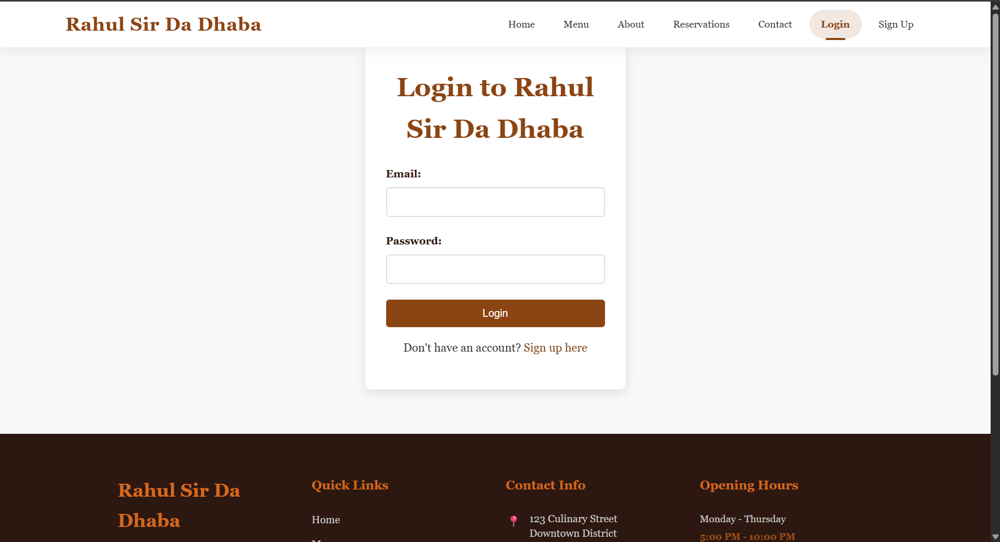 Rahul Sir Da Dhaba
Home
Menu
About
Reservations
Contact
Login
Sign Up
Login to Rahul
Sir Da Dhaba
Email:
Password:
Login
Don't have an account? Sign up here
Rahul Sir Da
Dhaba
Quick Links
Home
Contact Info
123 Culinary Street
Downtown District
Opening Hours
Monday - Thursday
5:00 PM - 10:00 PM